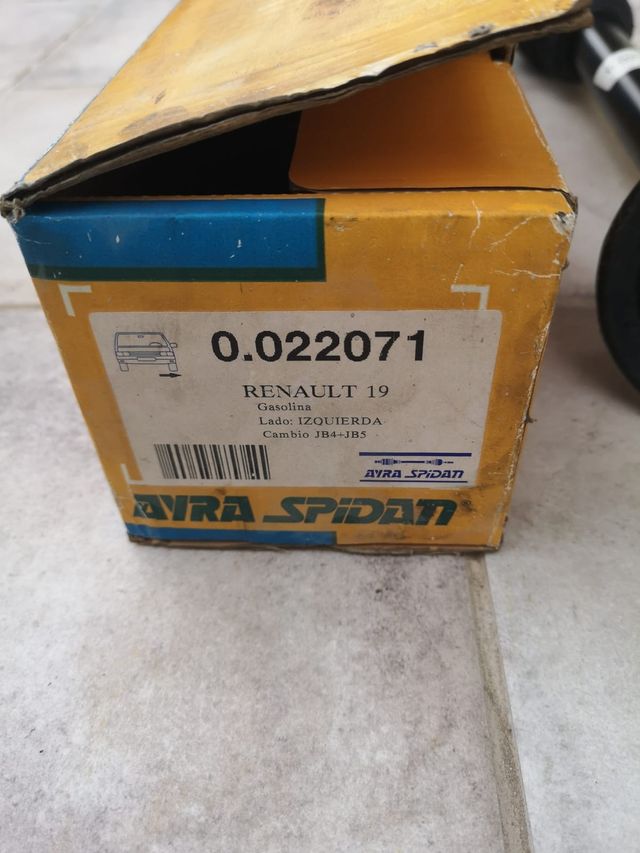 0.022071
RENAULT 19
Gasolina
Lado: IZQUIERDA
Cambio JB4+JB5
AYRA SPIDAN
AYRA SPIDAN